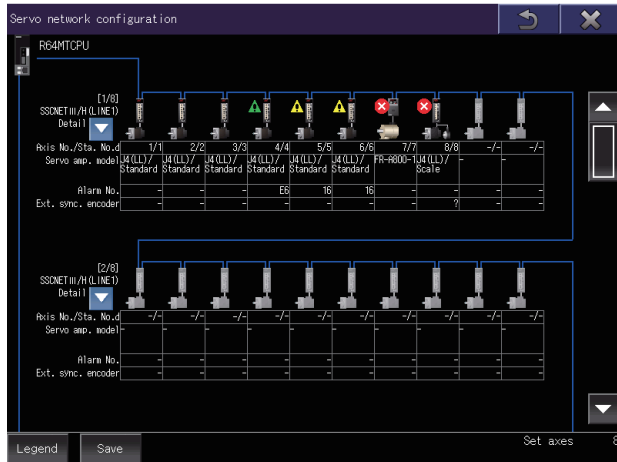 Servo network configuration
R64MTCPU
[1/8]
SSCNETIII/H(LINE1)
Detail
Axis No./Sta. No.d 1/1 2/2 3/3 4/4 5/5 6/6 7/7 8/8 -/- -/-
Servo amp. model J4(LL)/ J4(LL)/ J4(LL)/ J4(LL)/ J4(LL)/ J4(LL)/ FR-A800-1 J4(LL)/ - -
Standard Standard Standard Standard Standard Standard Scale
Alarm No. - - - E6 16 16 - - - -
Ext. sync. encoder - - - - - - - ? - -
[2/8]
SSCNETIII/H(LINE1)
Detail
Axis No./Sta. No.d -/- -/- -/- -/- -/- -/- -/- -/- -/- -/-
Servo amp. model - - - - - - - - - -
Alarm No. - - - - - - - - - -
Ext. sync. encoder - - - - - - - - - -
Set axes 8
Legend Save